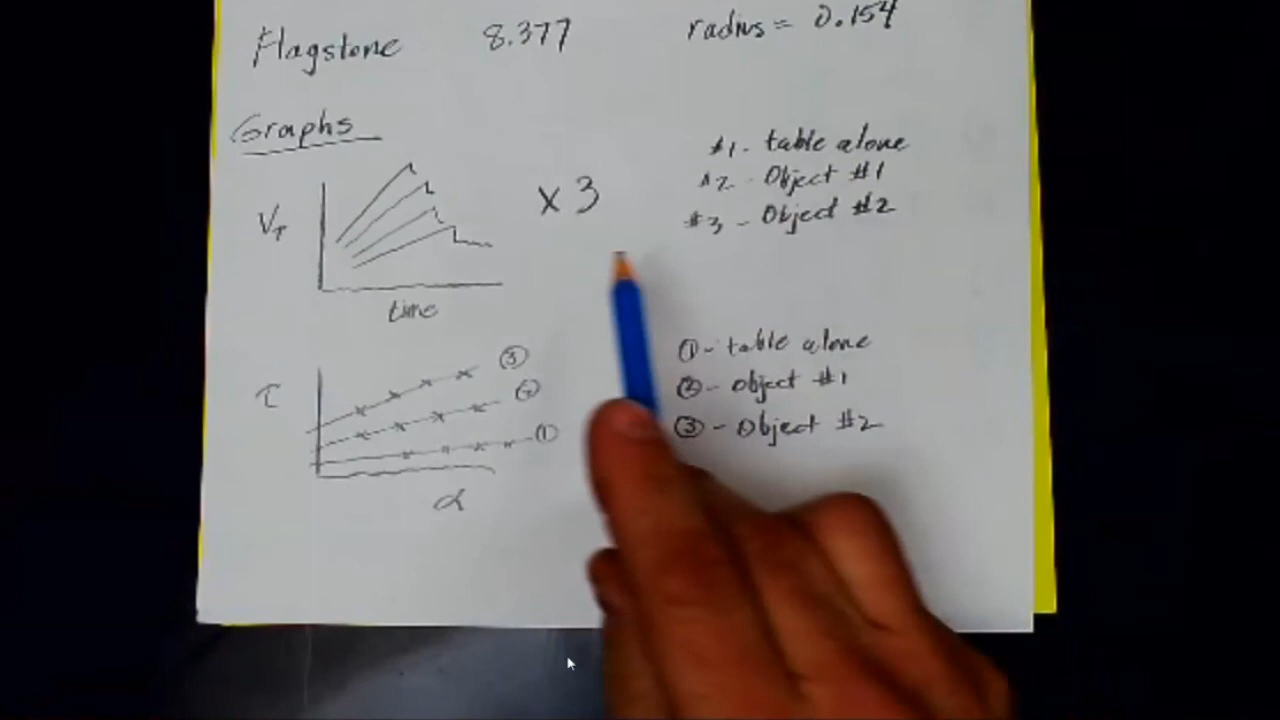 Flagstone 8.377 radius = 0.154
Graphs
#1 - table alone
#2 - Object #1
#3 - Object #2
V_T
x 3
time
τ
③
②
①
α
① - table alone
② - Object #1
③ - Object #2